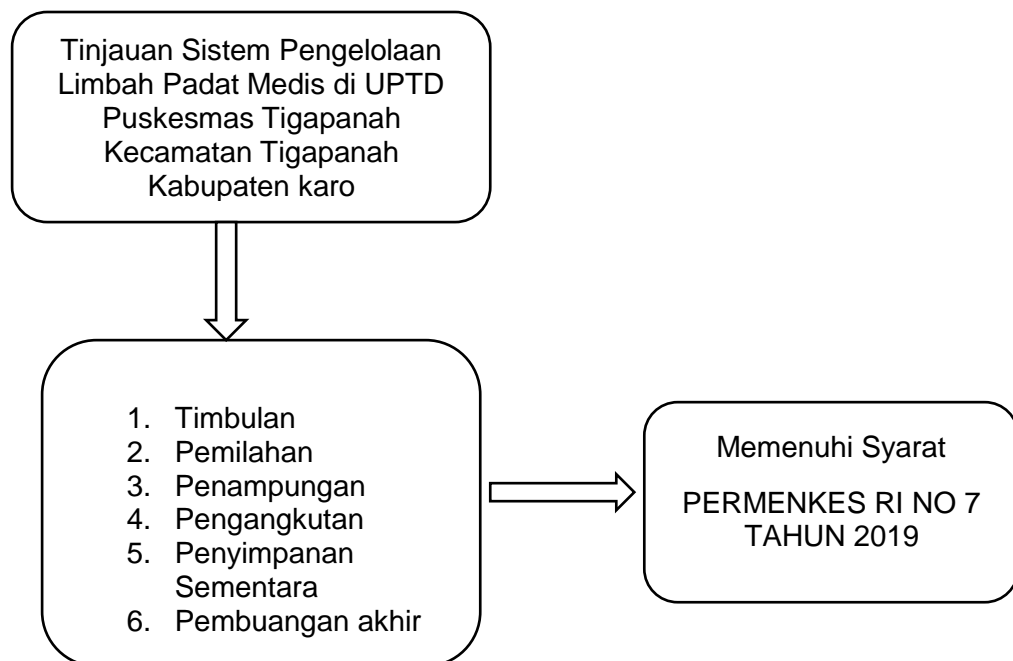 Tinjauan Sistem Pengelolaan
Limbah Padat Medis di UPTD
Puskesmas Tigapanah
Kecamatan Tigapanah
Kabupaten karo
1. Timbulan
2. Pemilahan
3. Penampungan
4. Pengangkutan
5. Penyimpanan
Sementara
6. Pembuangan akhir
Memenuhi Syarat
PERMENKES RI NO 7
TAHUN 2019